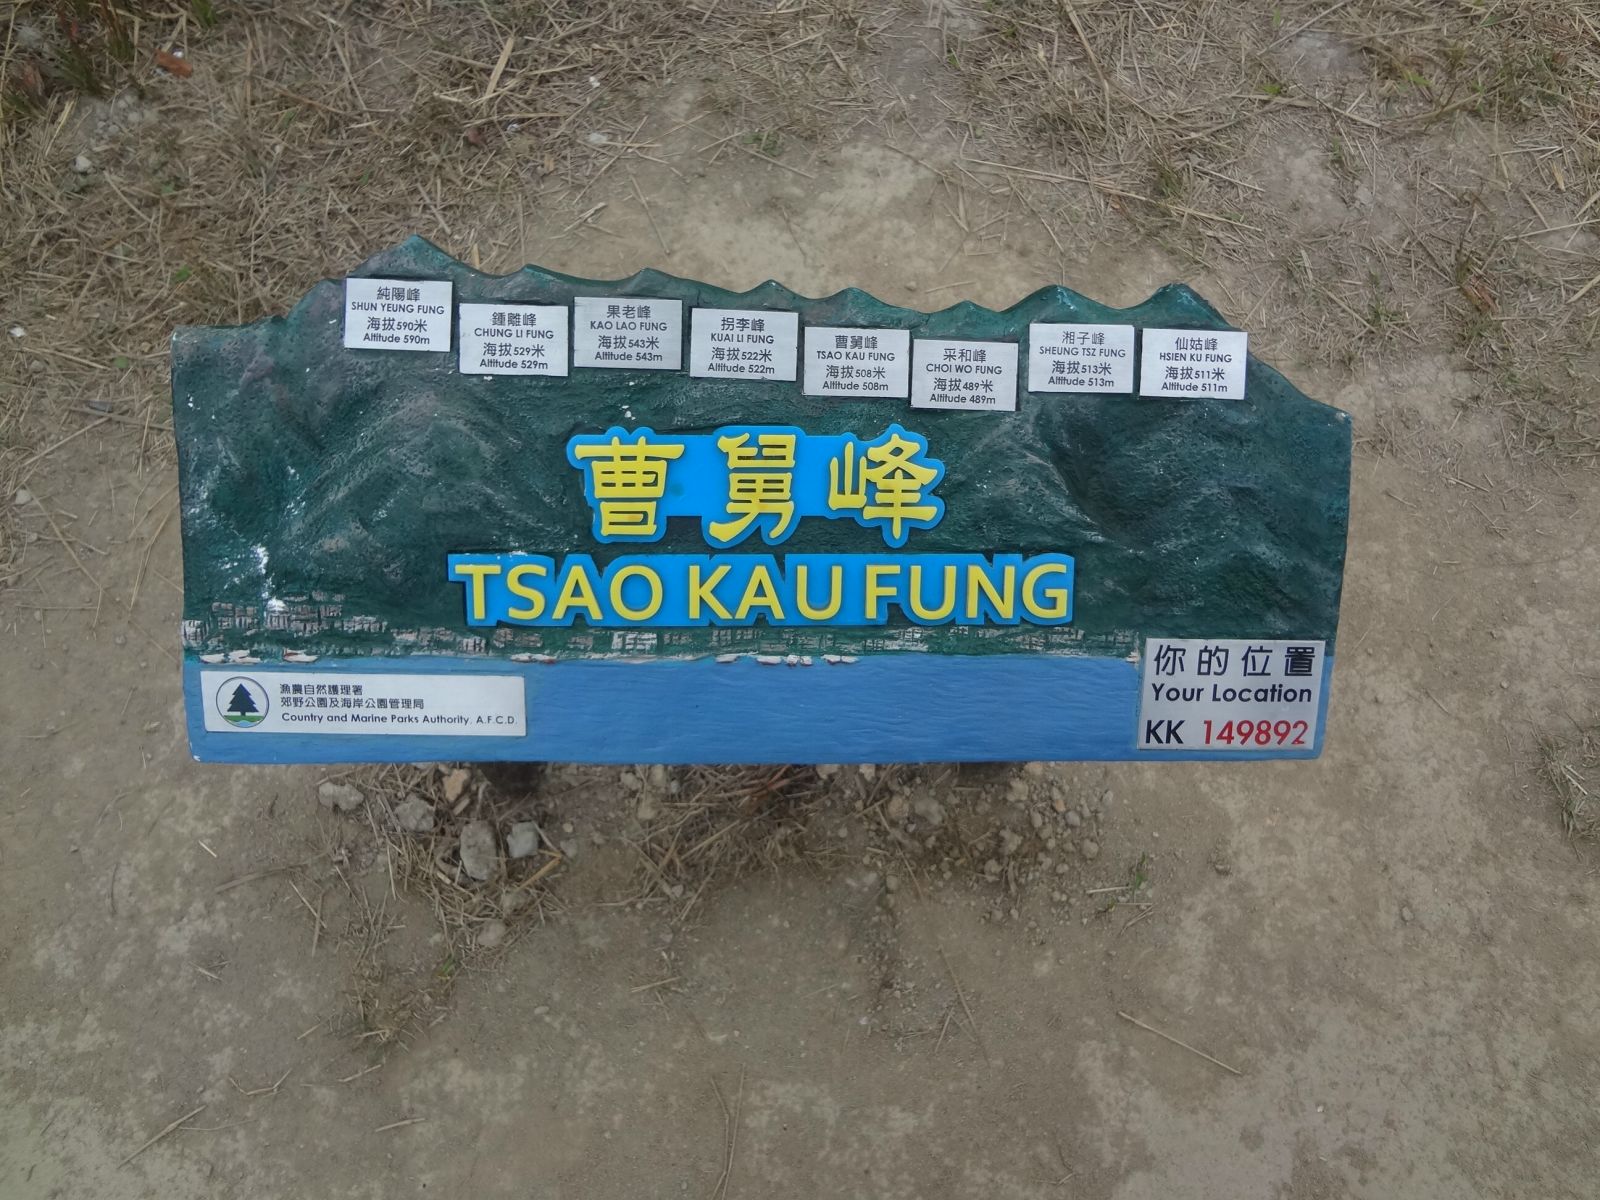 純陽峰
SHUN YEUNG FUNG
海拔590米
Altitude 590m
鍾離峰
CHUNG LI FUNG
海拔529米
Altitude 529m
果老峰
KAO LAO FUNG
海拔543米
Altitude 543m
拐李峰
KUAI LI FUNG
海拔522米
Altitude 522m
曹舅峰
TSAO KAU FUNG
海拔508米
Altitude 508m
采和峰
CHOI WO FUNG
海拔489米
Altitude 489m
湘子峰
SHEUNG TSZ FUNG
海拔513米
Altitude 513m
仙姑峰
HSIEN KU FUNG
海拔511米
Altitude 511m
曹舅峰
TSAO KAU FUNG
漁農自然護理署
郊野公園及海岸公園管理局
Country and Marine Parks Authority, A.F.C.D.
你的位置
Your Location
KK 149892